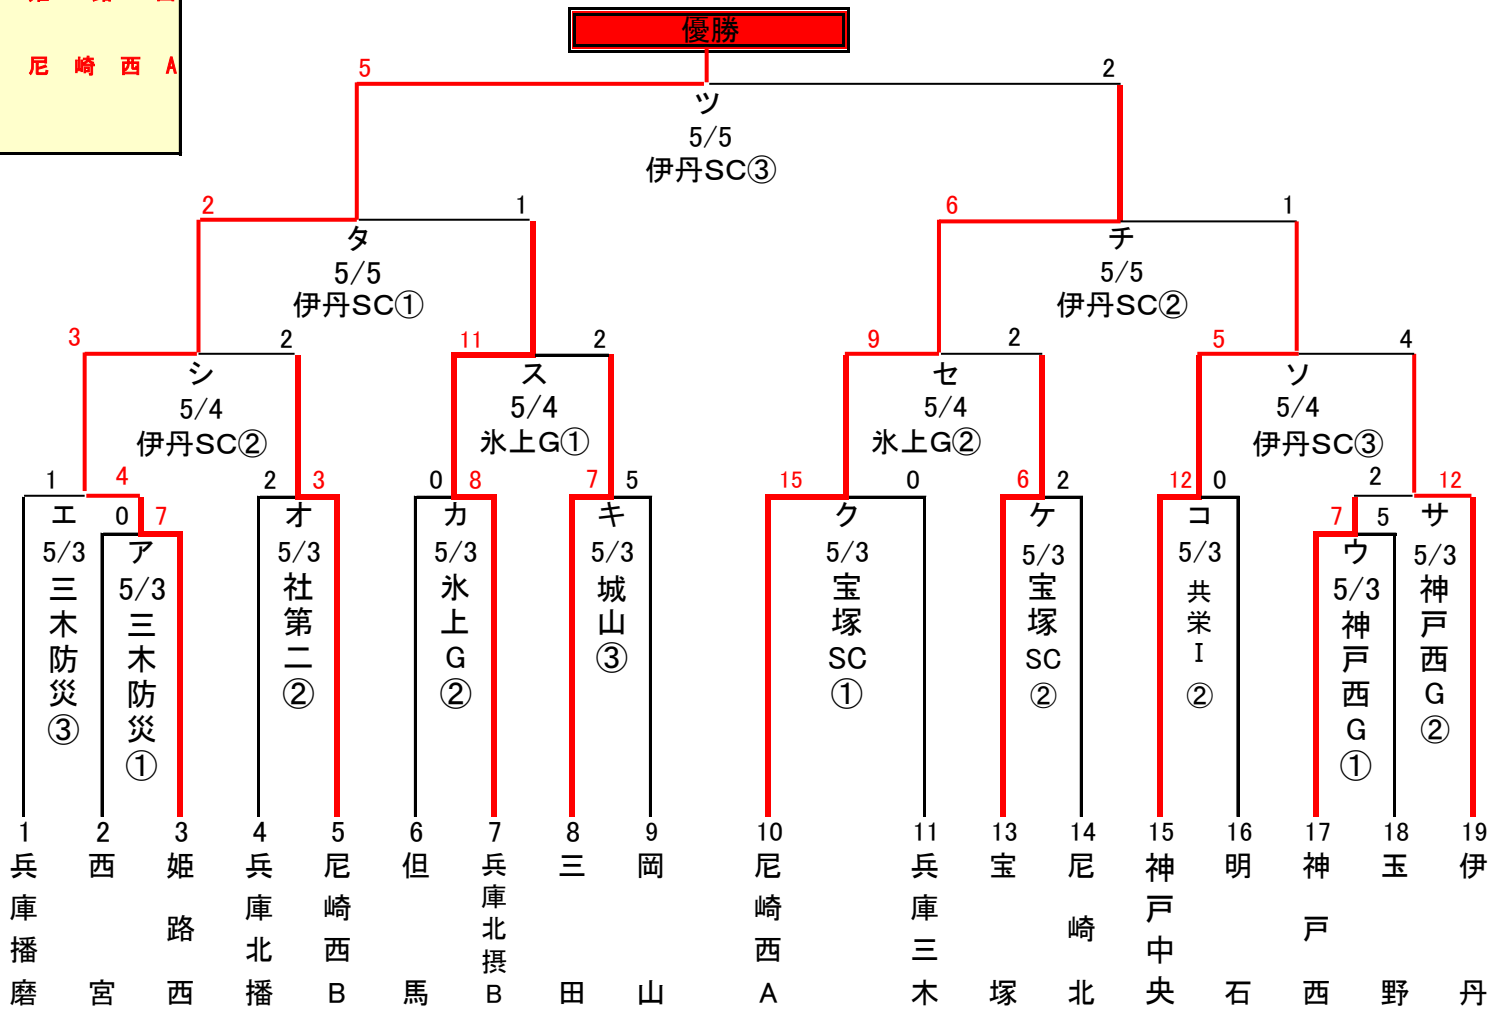 尼崎西A
優勝
5 2
ツ
5/5
伊丹SC③
2 1 6 1
タ チ
5/5 5/5
伊丹SC① 伊丹SC②
3 2 11 2 9 2 5 4
シ ス セ ソ
5/4 5/4 5/4 5/4
伊丹SC② 氷上G① 氷上G② 伊丹SC③
1 4 2 3 0 8 7 5 15 0 6 2 12 0 2 12
0 7 7 5
エ 5/3 三木防災③
ア 5/3 三木防災①
オ 5/3 社第二②
カ 5/3 氷上G②
キ 5/3 城山③
ク 5/3 宝塚SC①
ケ 5/3 宝塚SC②
コ 5/3 共栄I②
ウ 5/3 神戸西G①
サ 5/3 神戸西G②
1 兵庫播磨
2 西宮
3 姫路西
4 兵庫北播
5 尼崎西B
6 但馬
7 兵庫北摂B
8 三田
9 岡山
10 尼崎西A
11 兵庫三木
13 宝塚
14 尼崎北
15 神戸中央
16 明石
17 神戸西
18 玉野
19 伊丹